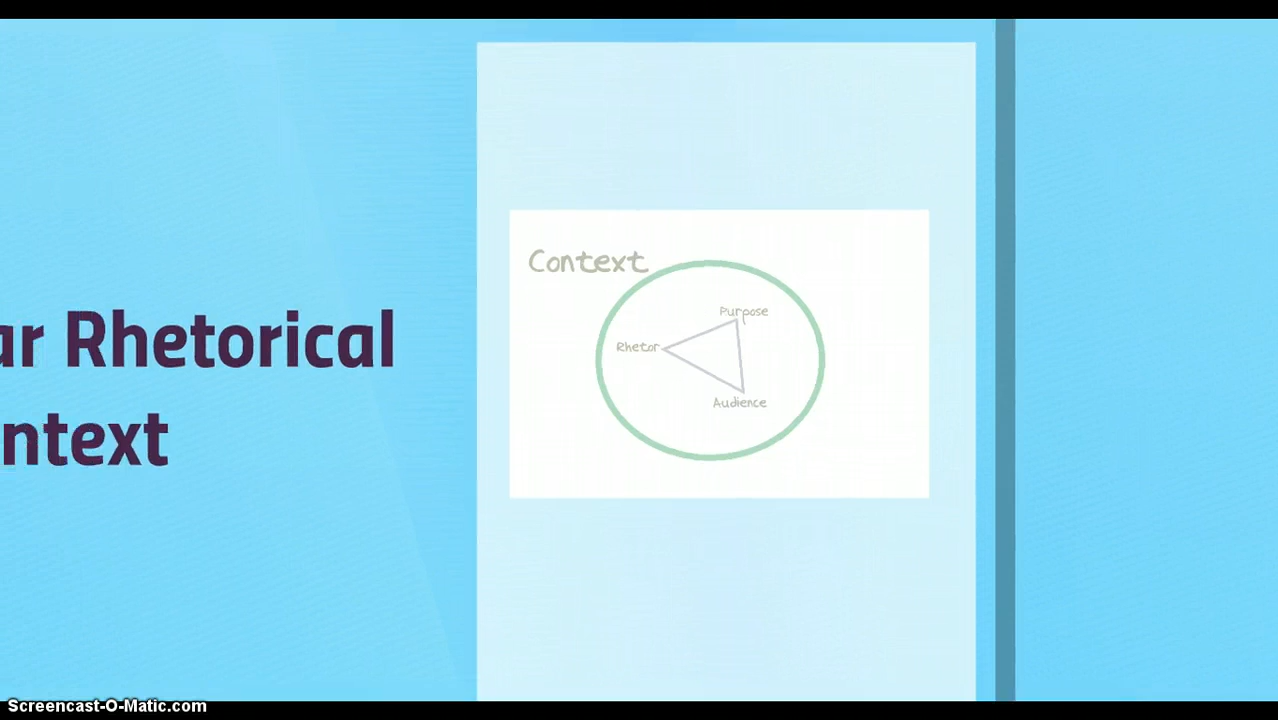 ar Rhetorical
ntext
Context
Purpose
Rhetor
Audience
Screencast-O-Matic.com